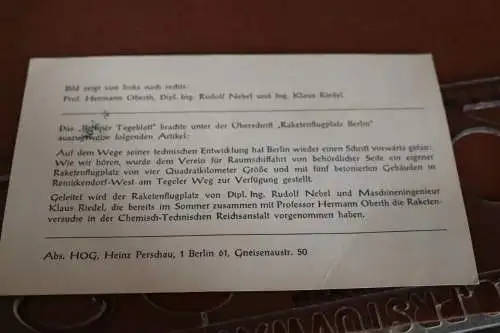 Bild zeigt von links nach rechts:
Prof. Hermann Oberth, Dipl. Ing. Rudolf Nebel und Ing. Klaus Riedel.
Das „Berliner Tageblatt" brachte unter der Überschrift „Raketenflugplatz Berlin"
auszugsweise folgenden Artikel:
Auf dem Wege seiner technischen Entwicklung hat Berlin wieder einen Schritt vorwärts getan:
Wie wir hören, wurde dem Verein für Raumschiffahrt von behördlicher Seite ein eigener
Raketenflugplatz von vier Quadratkilometer Größe und mit fünf betonierten Gebäuden in
Reinickendorf-West am Tegeler Weg zur Verfügung gestellt.
Geleitet wird der Raketenflugplatz von Dipl. Ing. Rudolf Nebel und Maschineningenieur
Klaus Riedel, die bereits im Sommer zusammen mit Professor Hermann Oberth die Raketen-
versuche in der Chemisch-Technischen Reichsanstalt vorgenommen haben.
Abs. HOG, Heinz Perschau, 1 Berlin 61, Gneisenaustr. 50